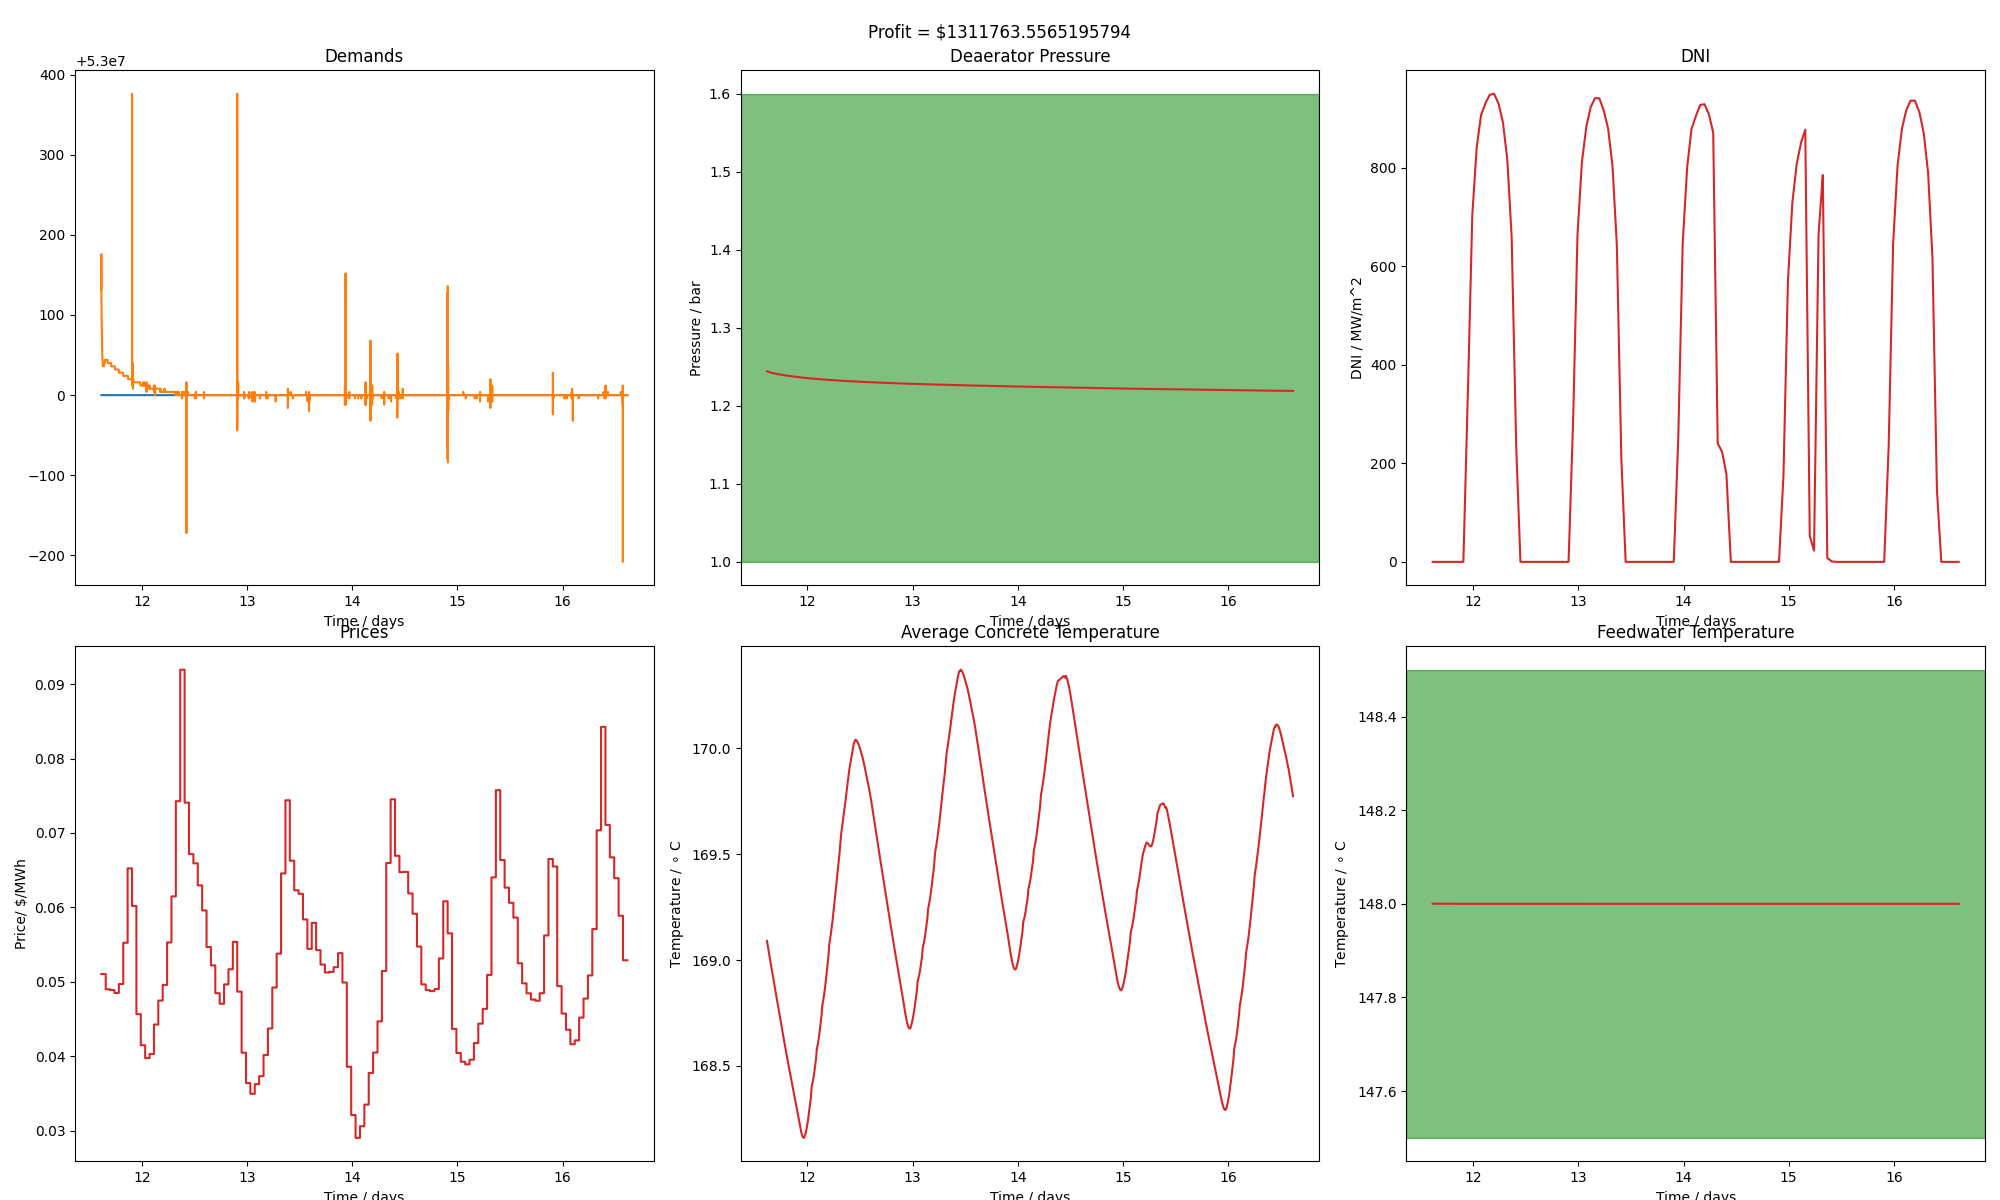 Profit = $1311763.5565195794
Demands
+5.3e7
400
300
200
100
0
−100
−200
12 13 14 15 16
Time / days
Deaerator Pressure
Pressure / bar
1.6
1.5
1.4
1.3
1.2
1.1
1.0
12 13 14 15 16
Time / days
DNI
DNI / MW/m^2
800
600
400
200
0
12 13 14 15 16
Time / days
Prices
Price/ $/MWh
0.09
0.08
0.07
0.06
0.05
0.04
0.03
12 13 14 15 16
Time / days
Average Concrete Temperature
Temperature / ∘ C
170.0
169.5
169.0
168.5
12 13 14 15 16
Time / days
Feedwater Temperature
Temperature / ∘ C
148.4
148.2
148.0
147.8
147.6
12 13 14 15 16
Time / days